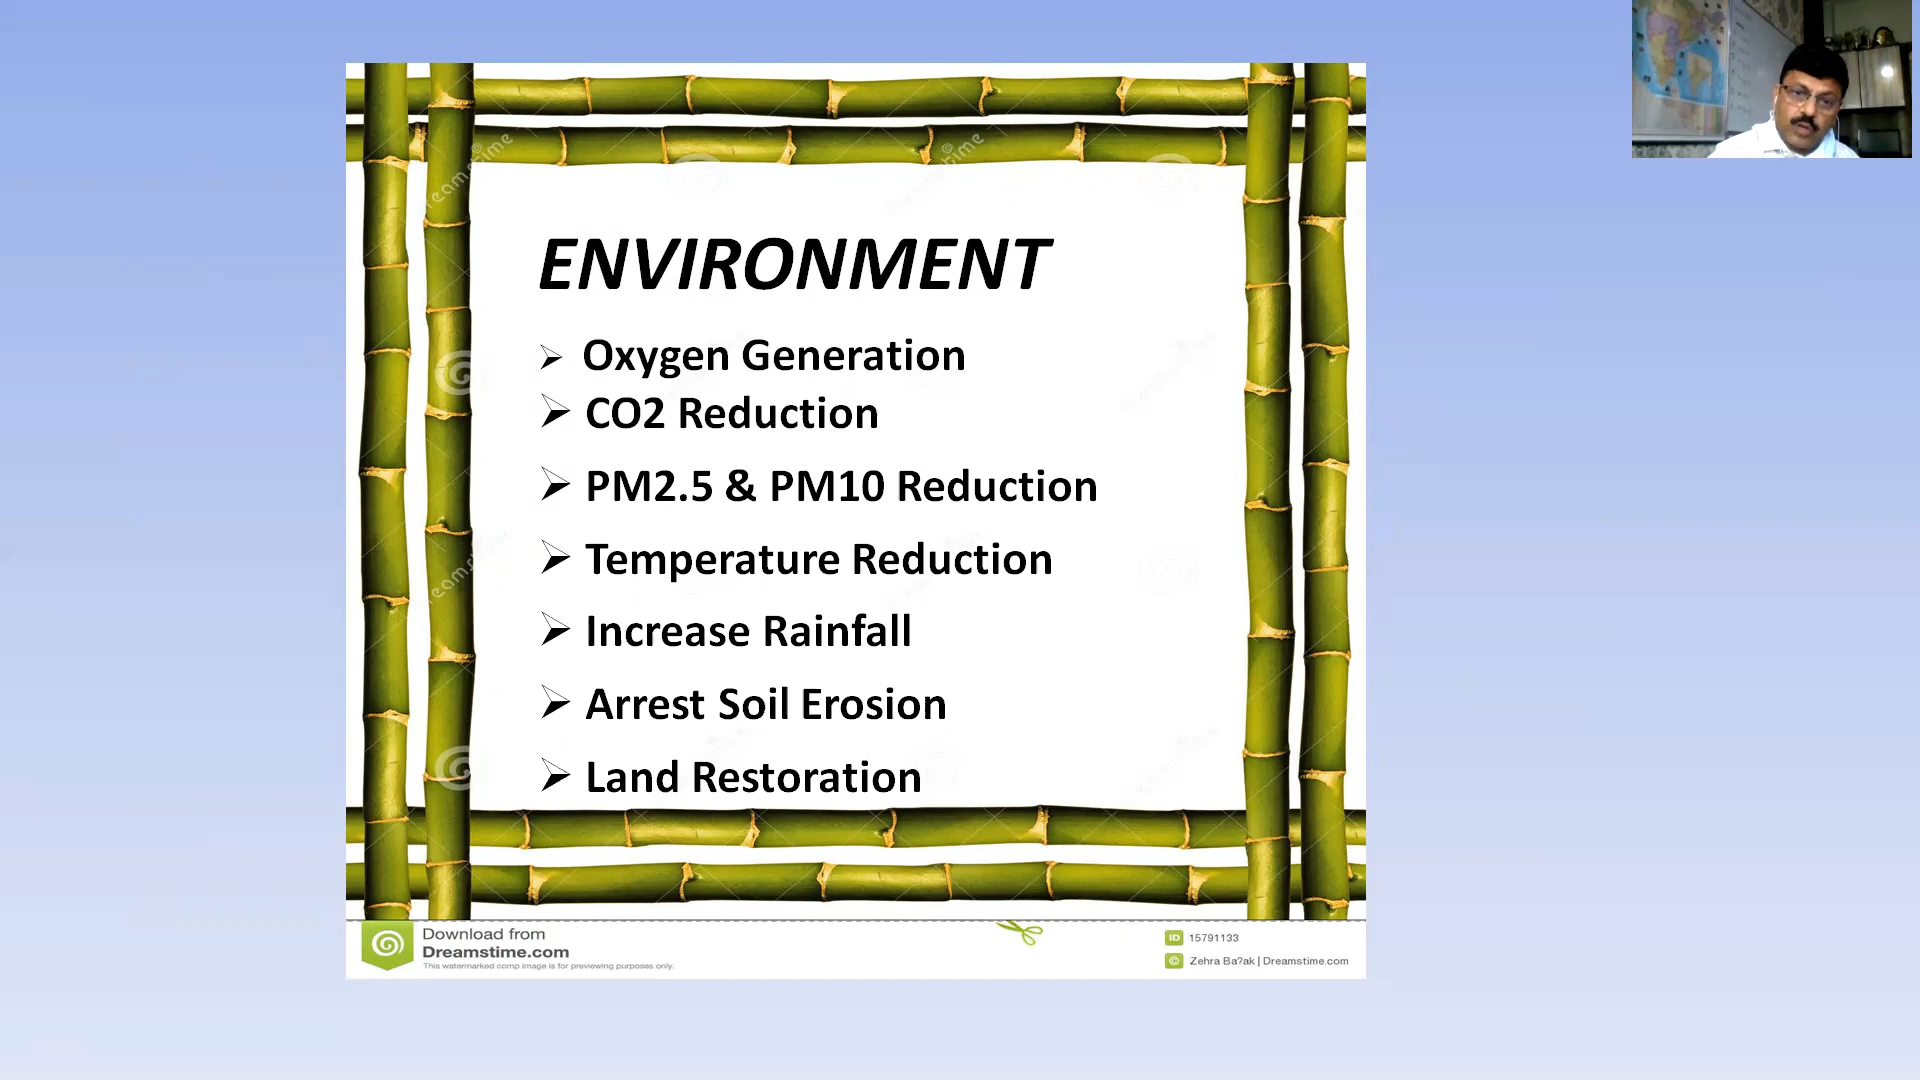 ENVIRONMENT
Oxygen Generation
CO2 Reduction
PM2.5 & PM10 Reduction
Temperature Reduction
Increase Rainfall
Arrest Soil Erosion
Land Restoration
Download from
Dreamstime.com
This watermarked comp image is for previewing purposes only.
ID 15791133
© Zehra Ba?ak | Dreamstime.com